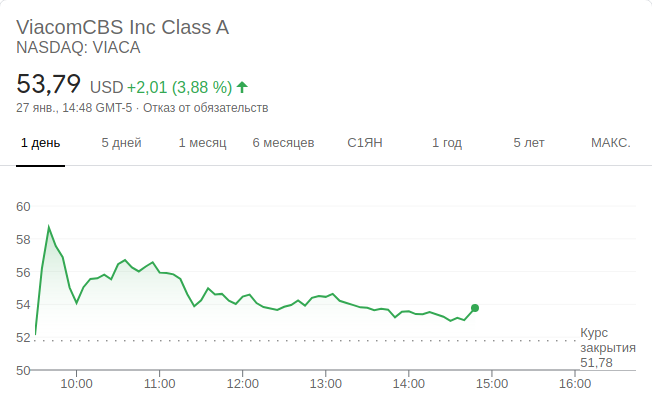 ViacomCBS Inc Class A
NASDAQ: VIACA
53,79 USD +2,01 (3,88 %)
27 янв., 14:48 GMT-5 · Отказ от обязательств
1 день 5 дней 1 месяц 6 месяцев С1ЯН 1 год 5 лет МАКС.
60
58
56
54
52
50
Курс
закрытия
51,78
10:00 11:00 12:00 13:00 14:00 15:00 16:00